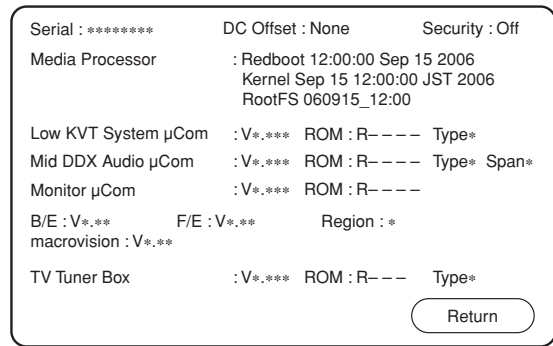 Serial : ******** DC Offset : None Security : Off
Media Processor : Redboot 12:00:00 Sep 15 2006
Kernel Sep 15 12:00:00 JST 2006
RootFS 060915_12:00
Low KVT System µCom : V*.*** ROM : R– – – – Type*
Mid DDX Audio µCom : V*.*** ROM : R– – – – Type* Span*
Monitor µCom : V*.*** ROM : R– – – –
B/E : V*.** F/E : V*.** Region : *
macrovision : V*.**
TV Tuner Box : V*.*** ROM : R– – – Type*
Return